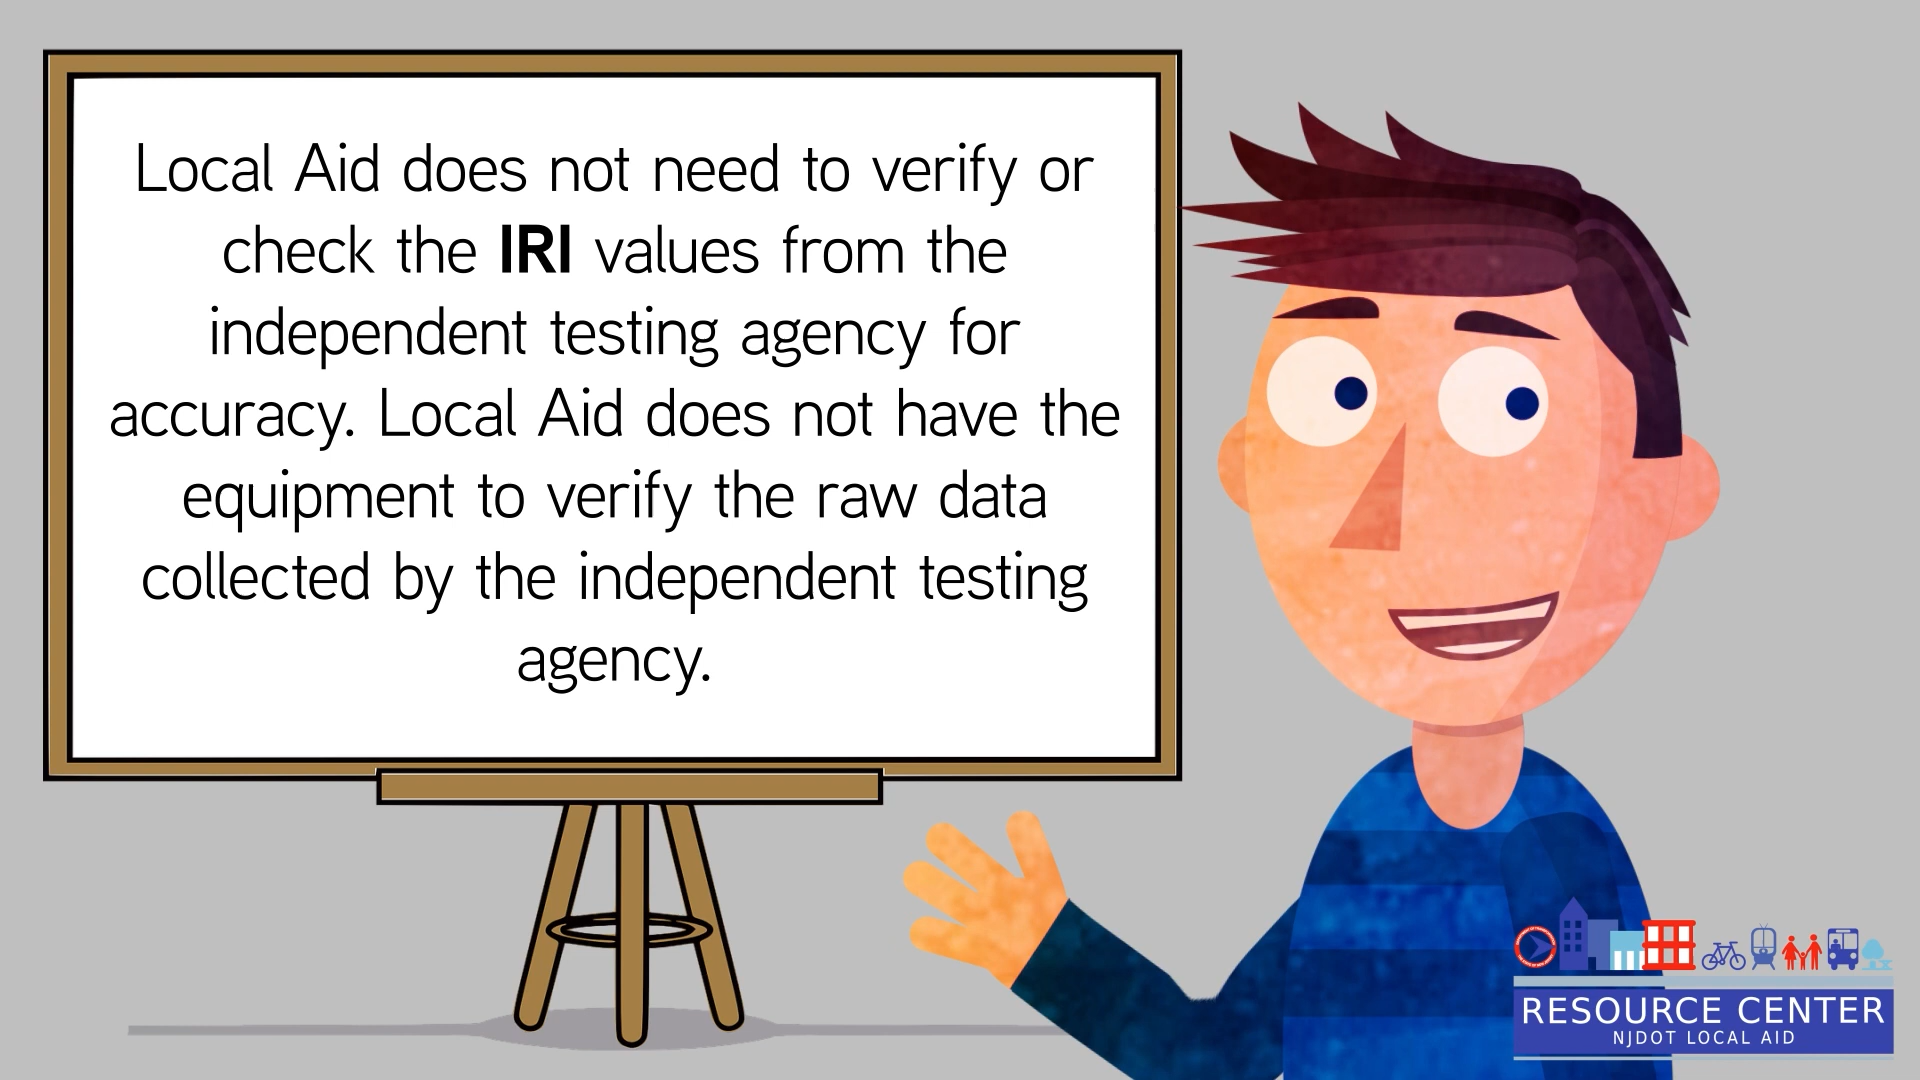 Local Aid does not need to verify or
check the IRI values from the
independent testing agency for
accuracy. Local Aid does not have the
equipment to verify the raw data
collected by the independent testing
agency.
RESOURCE CENTER
NJDOT LOCAL AID